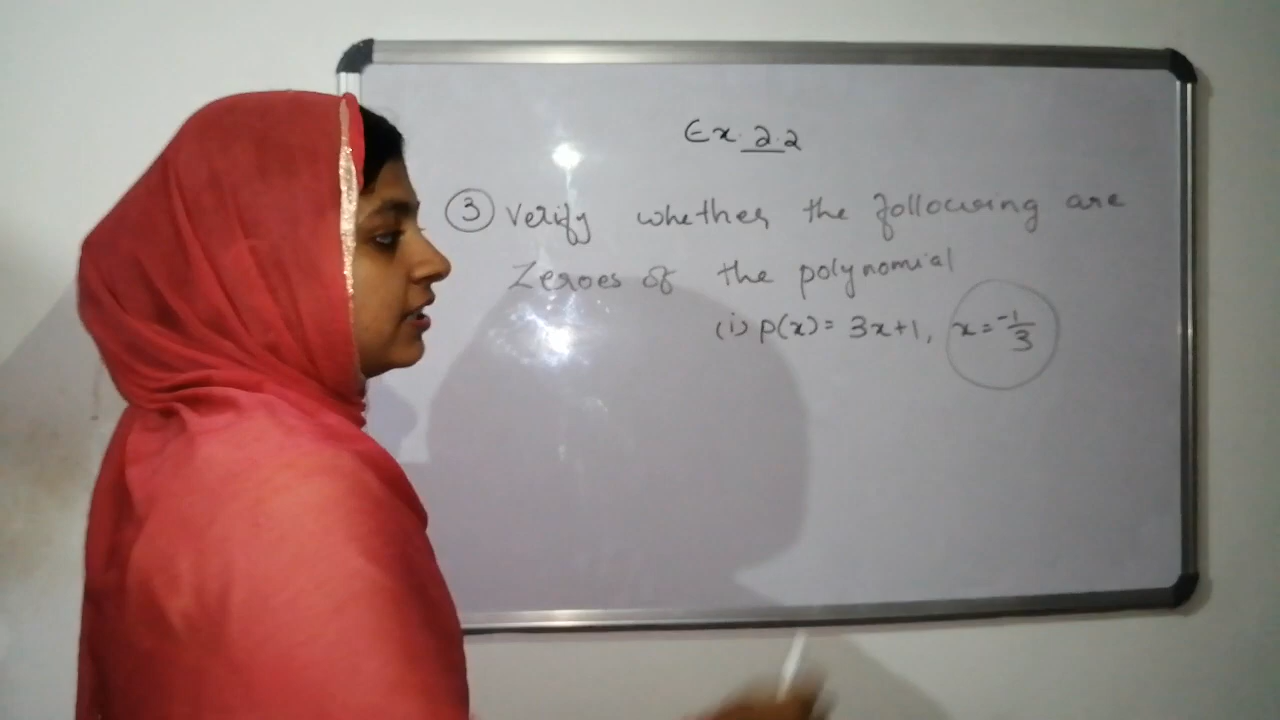 Ex. 2.2
③ Verify whether the following are
Zeroes of the polynomial
(i) p(x) = 3x+1, x = -1/3